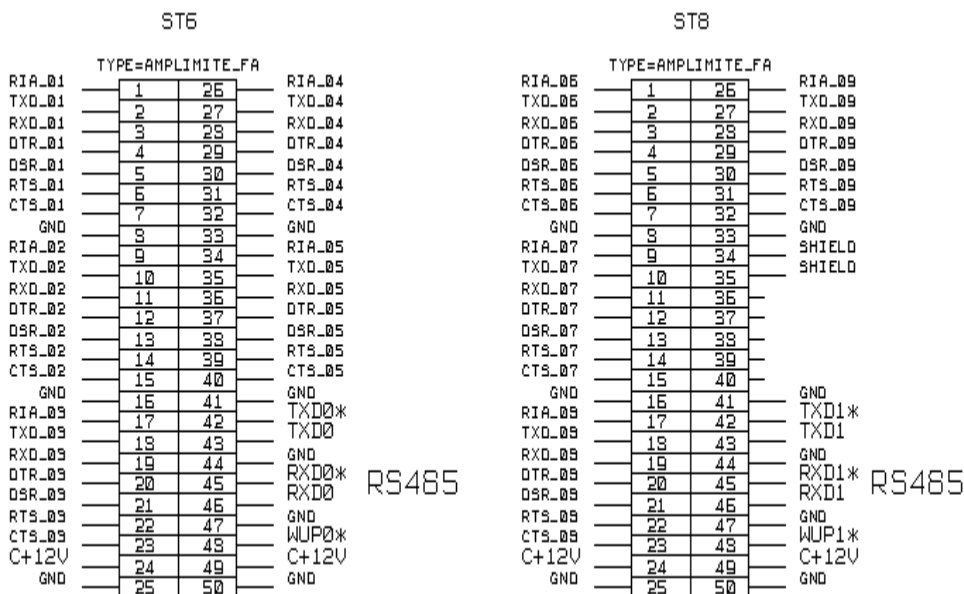 ST6 ST8
TYPE=AMPLIMITE_FA TYPE=AMPLIMITE_FA
RIA_01 1 26 RIA_04 RIA_06 1 26 RIA_09
TXD_01 2 27 TXD_04 TXD_06 2 27 TXD_09
RXD_01 3 28 RXD_04 RXD_06 3 28 RXD_09
DTR_01 4 29 DTR_04 DTR_06 4 29 DTR_09
DSR_01 5 30 DSR_04 DSR_06 5 30 DSR_09
RTS_01 6 31 RTS_04 RTS_06 6 31 RTS_09
CTS_01 7 32 CTS_04 CTS_06 7 32 CTS_09
GND 8 33 GND GND 8 33 GND
RIA_02 9 34 RIA_05 RIA_07 9 34 SHIELD
TXD_02 10 35 TXD_05 TXD_07 10 35 SHIELD
RXD_02 11 36 RXD_05 RXD_07 11 36
DTR_02 12 37 DTR_05 DTR_07 12 37
DSR_02 13 38 DSR_05 DSR_07 13 38
RTS_02 14 39 RTS_05 RTS_07 14 39
CTS_02 15 40 CTS_05 CTS_07 15 40
GND 16 41 GND GND 16 41 GND
RIA_03 17 42 TXD0* RIA_08 17 42 TXD1*
TXD_03 18 43 TXD0 TXD_08 18 43 TXD1
RXD_03 19 44 GND RXD_08 19 44 GND
DTR_03 20 45 RXD0* RS485 DTR_08 20 45 RXD1* RS485
DSR_03 21 46 RXD0 DSR_08 21 46 RXD1
RTS_03 22 47 GND RTS_08 22 47 GND
CTS_03 23 48 WUP0* CTS_08 23 48 WUP1*
C+12V 24 49 C+12V C+12V 24 49 C+12V
GND 25 50 GND GND 25 50 GND